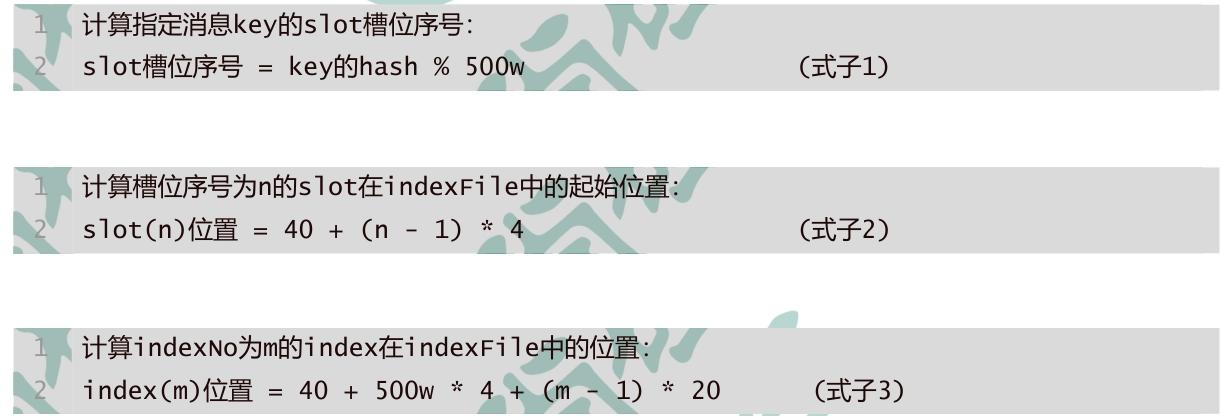 1 计算指定消息key的slot槽位序号：
2 slot槽位序号 = key的hash % 500w (式子1)
1 计算槽位序号为n的slot在indexFile中的起始位置：
2 slot(n)位置 = 40 + (n - 1) * 4 (式子2)
1 计算indexNo为m的index在indexFile中的位置：
2 index(m)位置 = 40 + 500w * 4 + (m - 1) * 20 (式子3)